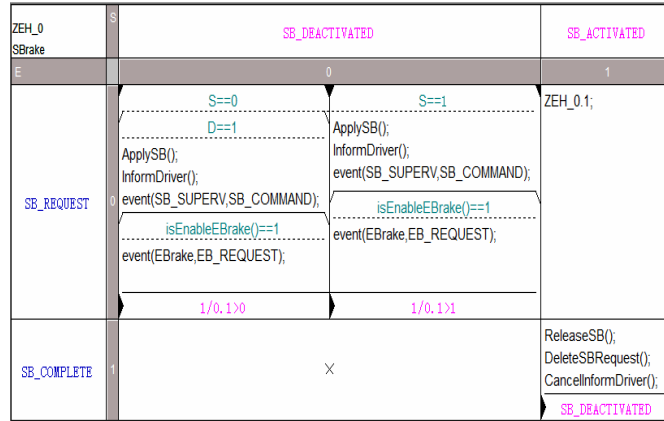 ZEH_0
SBrake
S
SB_DEACTIVATED
SB_ACTIVATED
E
0
1
SB_REQUEST
0
S==0
D==1
ApplySB();
InformDriver();
event(SB_SUPERV,SB_COMMAND);
isEnableEBrake()==1
event(EBrake,EB_REQUEST);
1/0.1>0
S==1
ApplySB();
InformDriver();
event(SB_SUPERV,SB_COMMAND);
isEnableEBrake()==1
event(EBrake,EB_REQUEST);
1/0.1>1
ZEH_0.1;
SB_COMPLETE
1
X
ReleaseSB();
DeleteSBRequest();
CancelInformDriver();
SB_DEACTIVATED